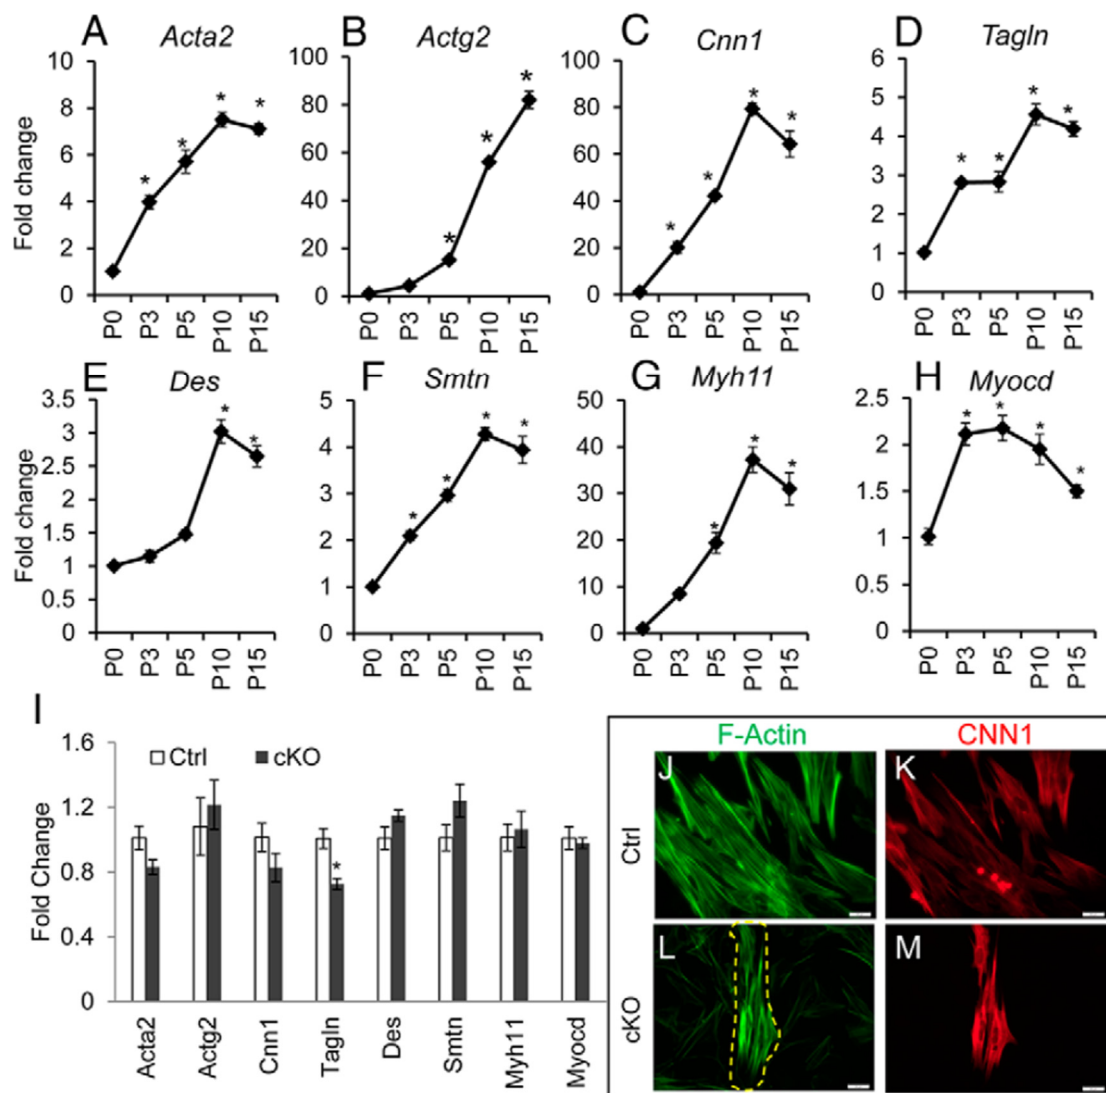 A Acta2
B Actg2
C Cnn1
D Tagln
Fold change
10
8
6
4
2
0
* * * *
P0 P3 P5 P10 P15
100
80
60
40
20
0
* * *
P0 P3 P5 P10 P15
100
80
60
40
20
0
* * * *
P0 P3 P5 P10 P15
6
5
4
3
2
1
0
* * * *
P0 P3 P5 P10 P15
E Des
F Smtn
G Myh11
H Myocd
Fold change
3.5
3
2.5
2
1.5
1
0.5
0
* *
P0 P3 P5 P10 P15
5
4
3
2
1
0
* * * *
P0 P3 P5 P10 P15
50
40
30
20
10
0
* * *
P0 P3 P5 P10 P15
2.5
2
1.5
1
0.5
0
* * * *
P0 P3 P5 P10 P15
I
Fold Change
1.6
1.2
0.8
0.4
0
Ctrl cKO
*
Acta2 Actg2 Cnn1 Tagln Des Smtn Myh11 Myocd
F-Actin CNN1
Ctrl
J K
cKO
L M